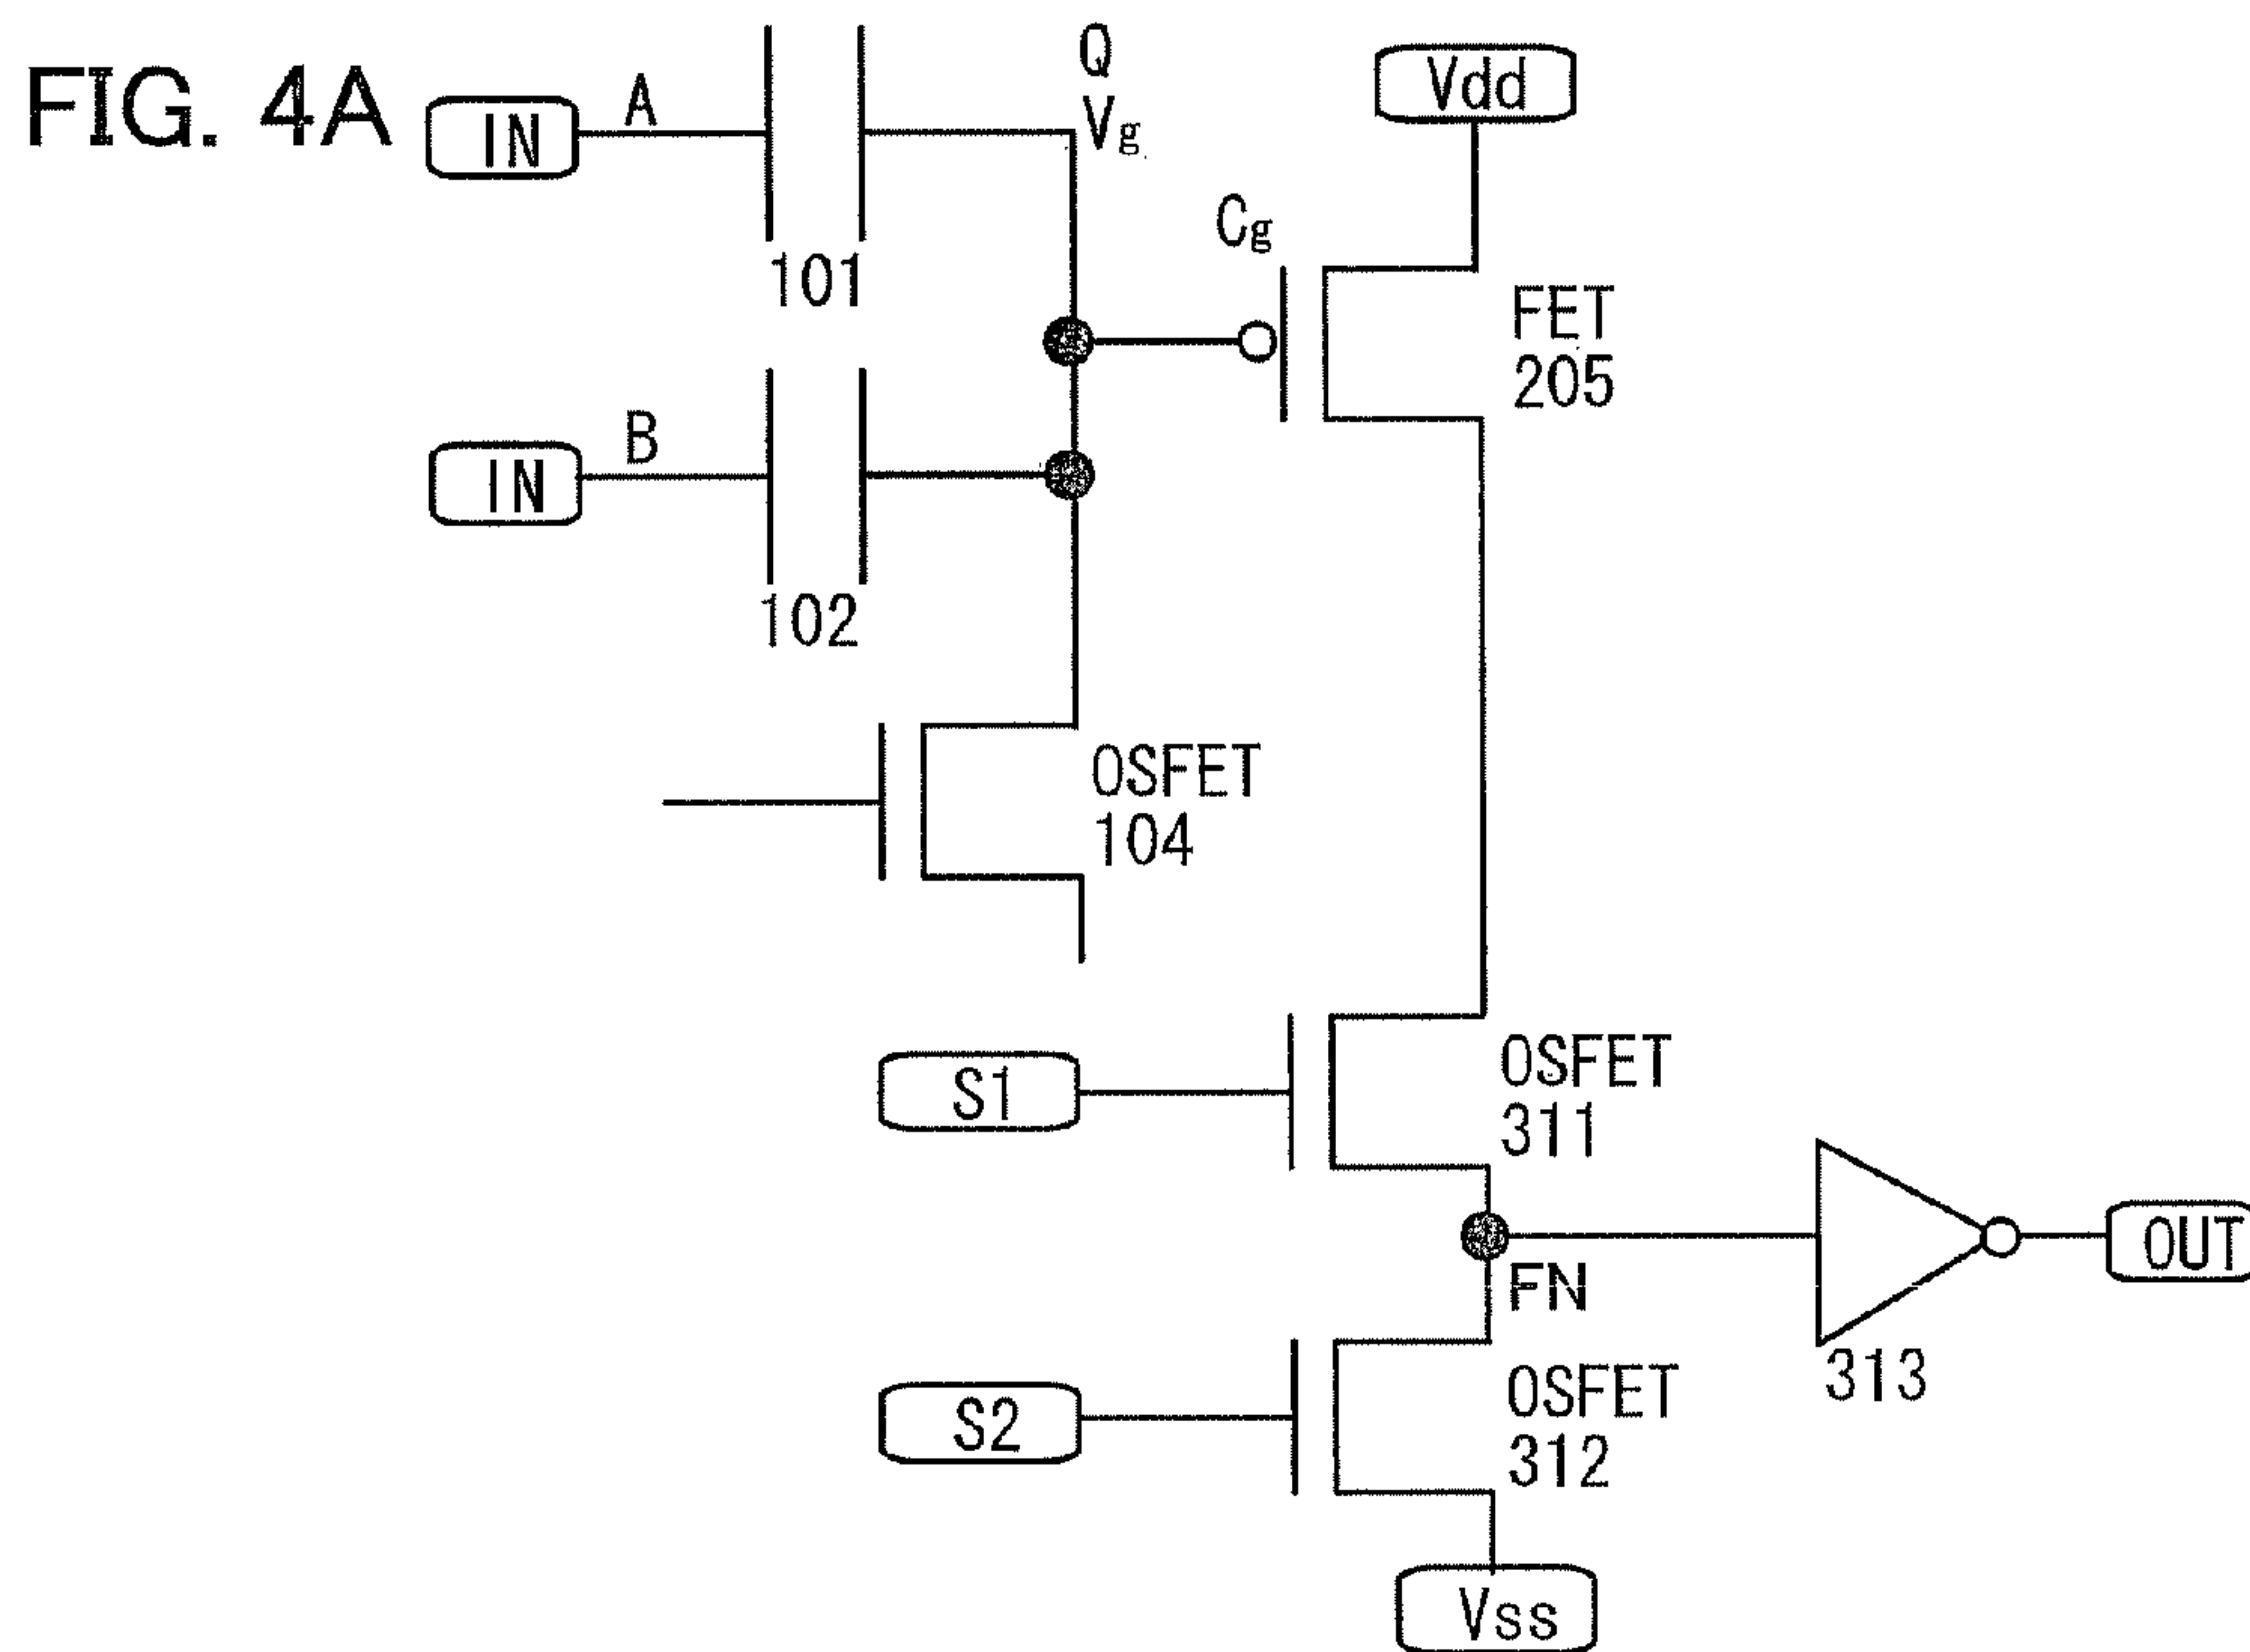 FIG. 4A
IN
A
Q
Vg
Vdd
101
Cg
FET
205
IN
B
102
OSFET
104
S1
OSFET
311
FN
OUT
313
S2
OSFET
312
Vss